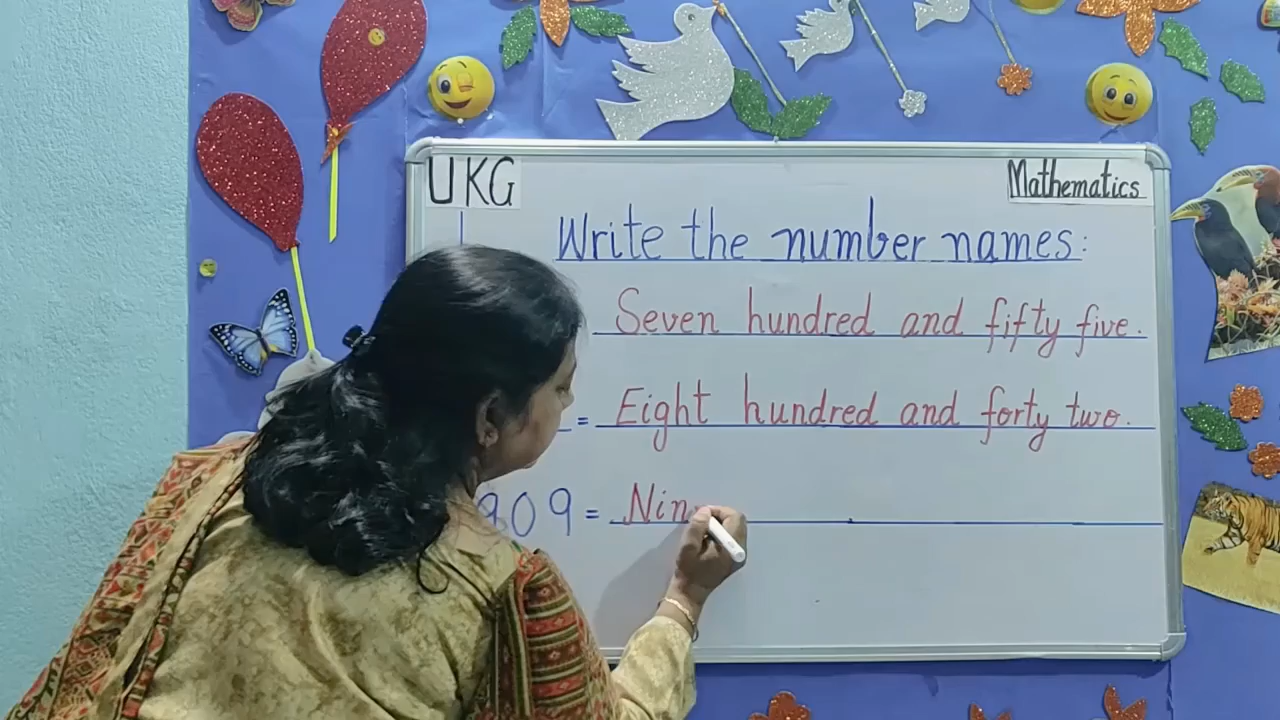 UKG
Mathematics
Write the number names:
Seven hundred and fifty five.
= Eight hundred and forty two.
909 = Nin